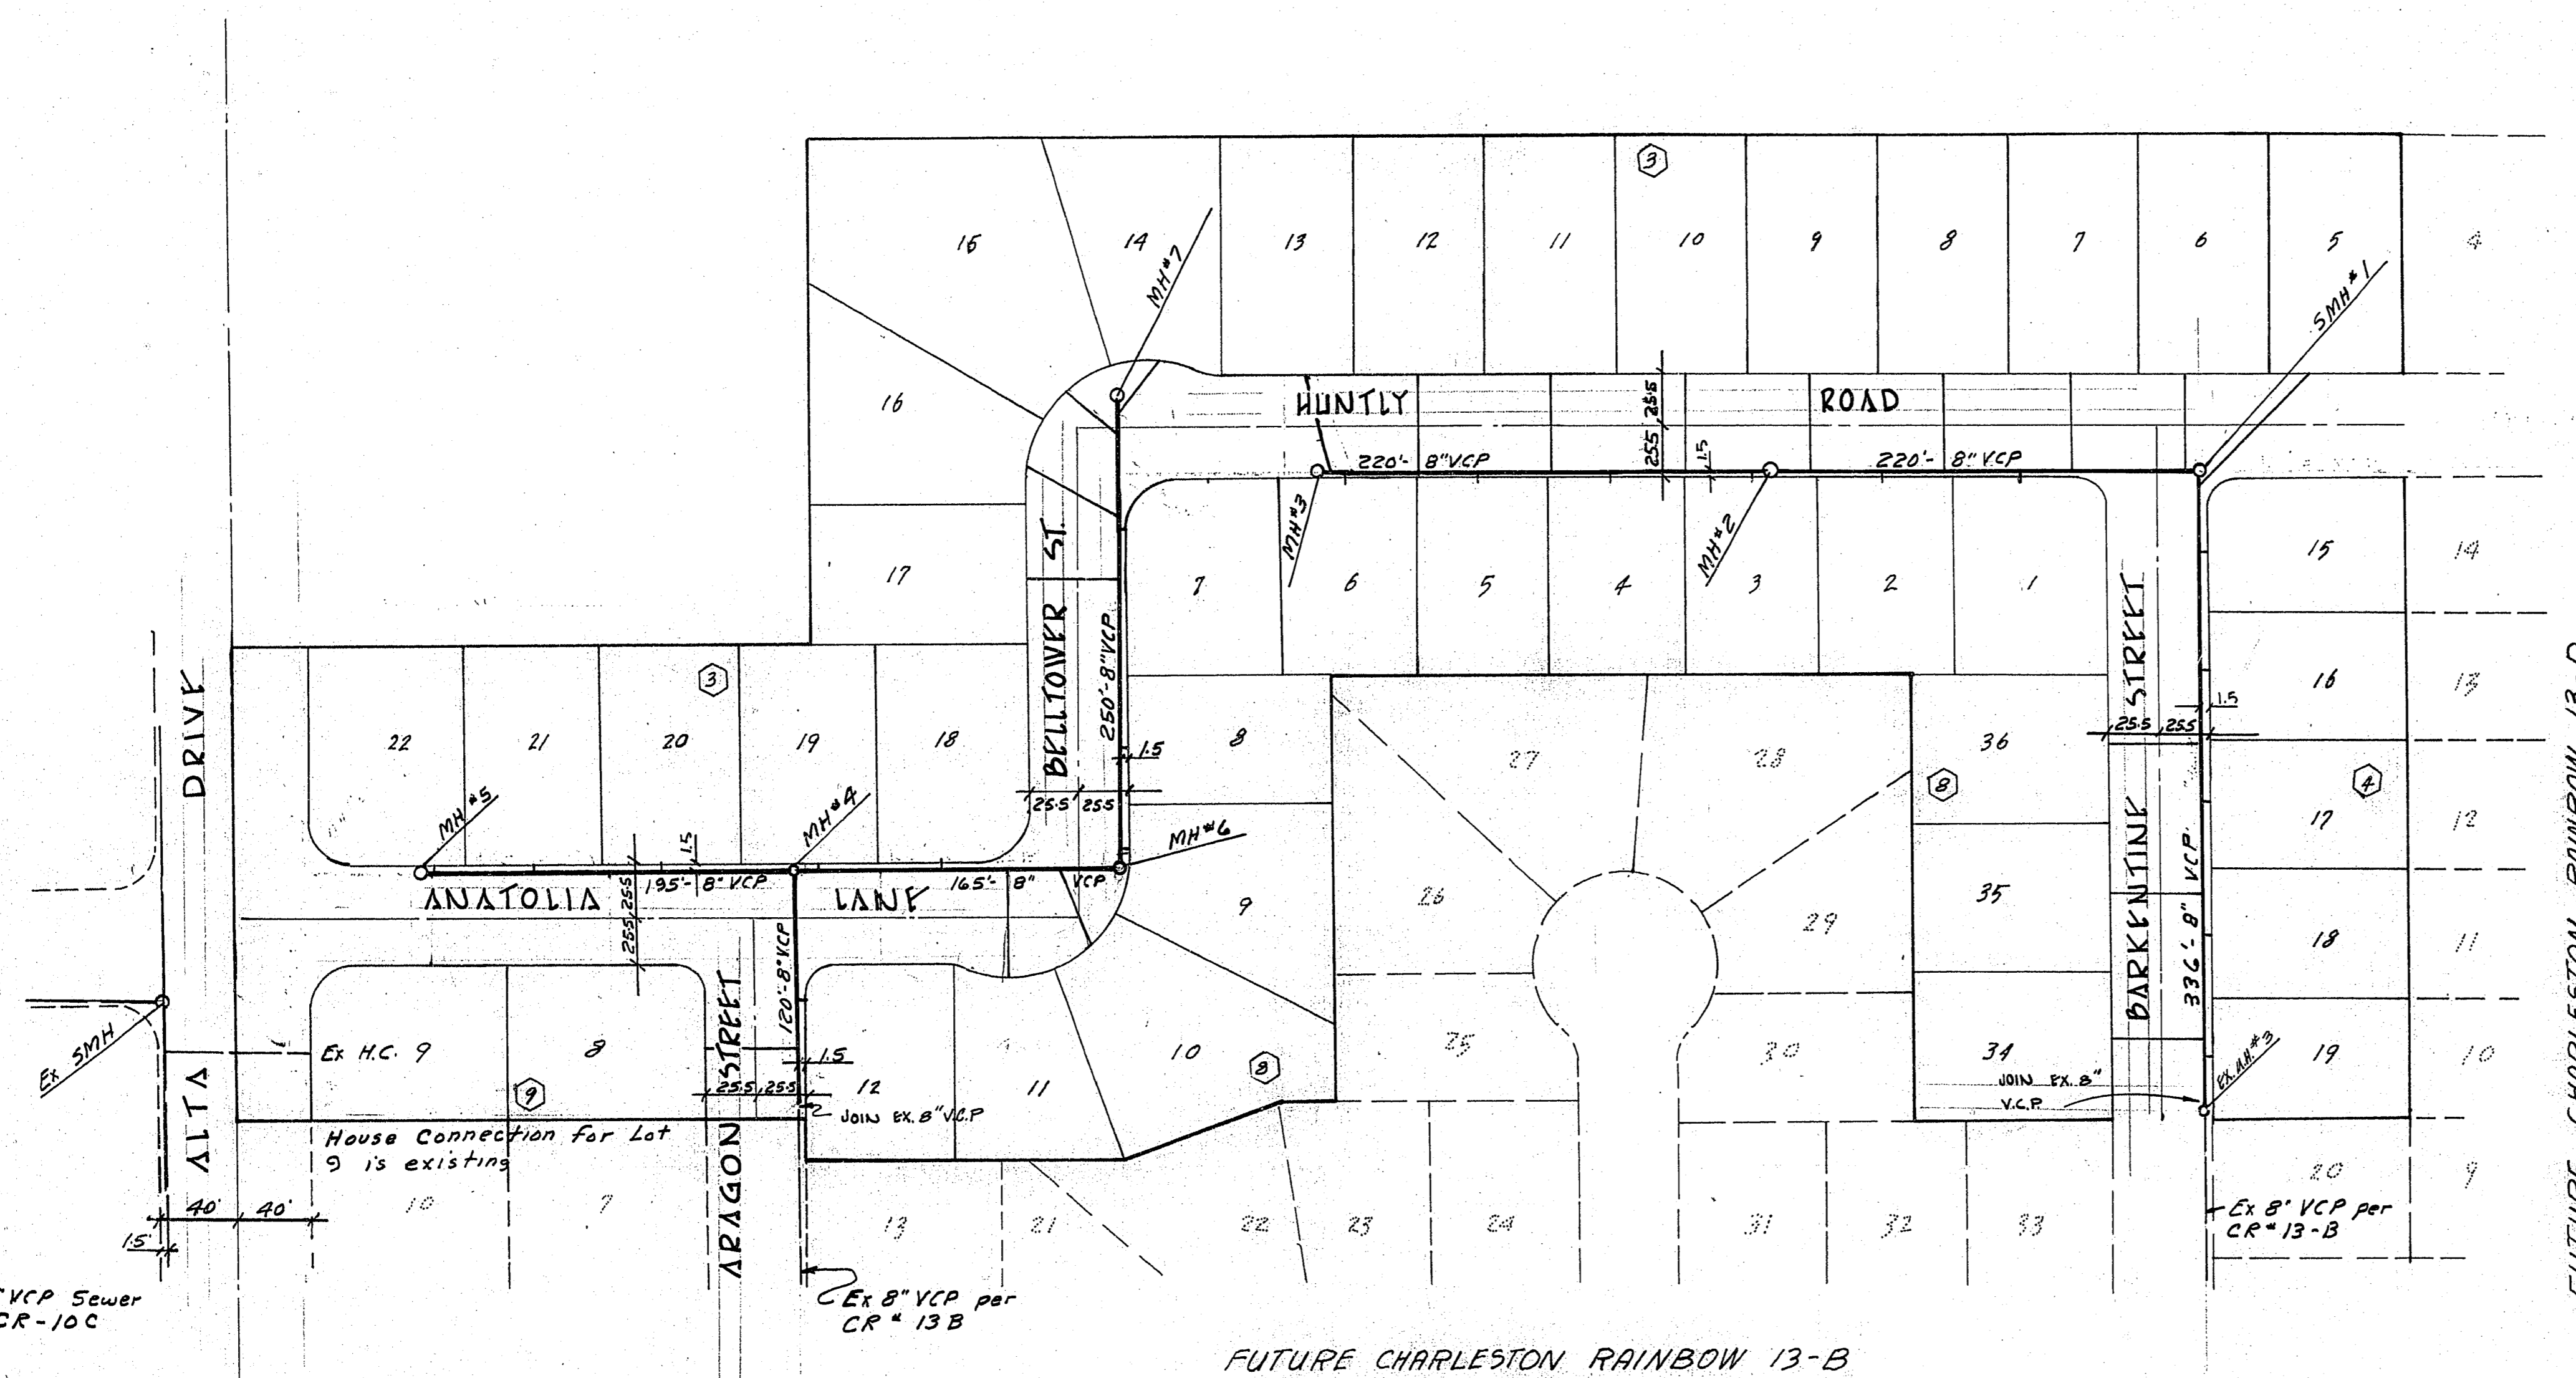 3
15
14
13
12
11
10
9
8
7
6
5
4
MH#7
SMH#1
16
HUNTLY
ROAD
25.5
25.5
1.5
220'- 8"VCP
220'- 8"VCP
MH#3
MH#2
17
BELLTOWER ST.
250'-8"VCP
7
6
5
4
3
2
1
15
14
BARKENTINE STREET
336'-8" VCP
16
13
1.5
25.5
25.5
DRIVE
3
22
21
20
19
18
8
1.5
25.5
25.5
27
28
36
8
4
17
12
MH#5
MH#4
MH#6
1.5
195'- 8" VCP
165'- 8" VCP
ANATOLIA
LANE
25.5
25.5
9
26
29
35
18
11
120'-8"VCP
ARAGON STREET
Ex SMH
Ex H.C. 9
8
9
1.5
25.5
25.5
12
11
10
8
25
30
34
19
10
JOIN EX. 8"
V.C.P.
EX. M.H.#3
JOIN EX. 8" V.C.P
House Connection for Lot
9 is existing
ALTA
40'
40'
1.5'
10
7
13
21
22
23
24
31
32
33
20
9
Ex 8" VCP per
CR# 13-B
"VCP Sewer
CR-10C
Ex 8" VCP per
CR # 13B
FUTURE CHARLESTON RAINBOW 13-B
FUTURE CHARLESTON RAINBOW 13